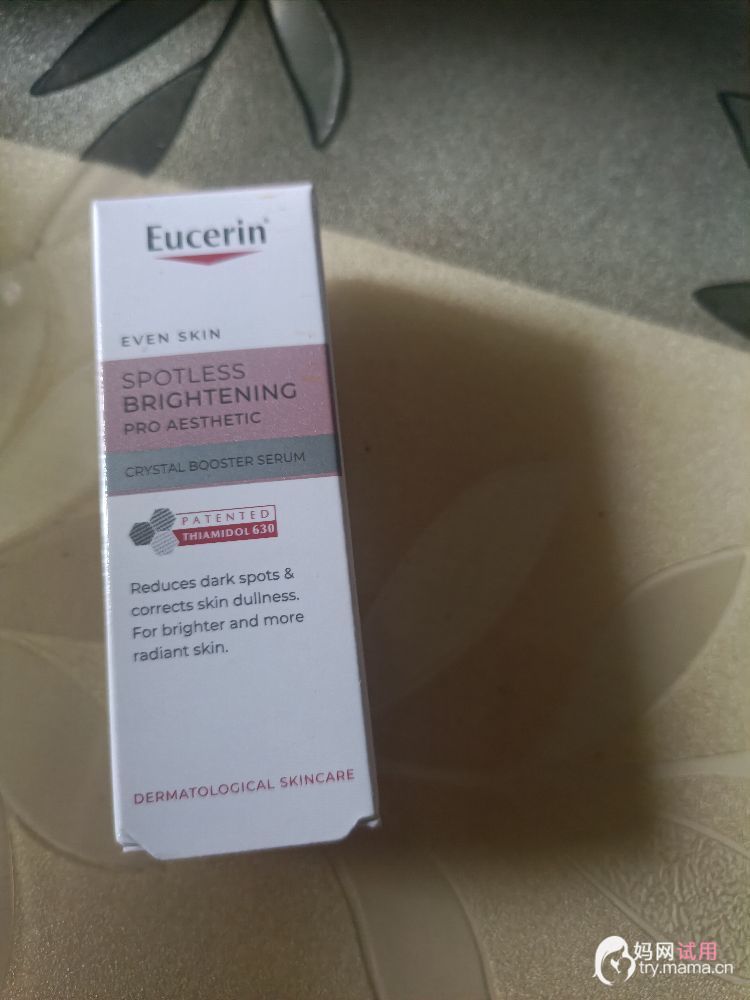 Eucerin®
EVEN SKIN
SPOTLESS
BRIGHTENING
PRO AESTHETIC
CRYSTAL BOOSTER SERUM
PATENTED
THIAMIDOL 630
Reduces dark spots &
corrects skin dullness.
For brighter and more
radiant skin.
DERMATOLOGICAL SKINCARE
妈网试用
try.mama.cn